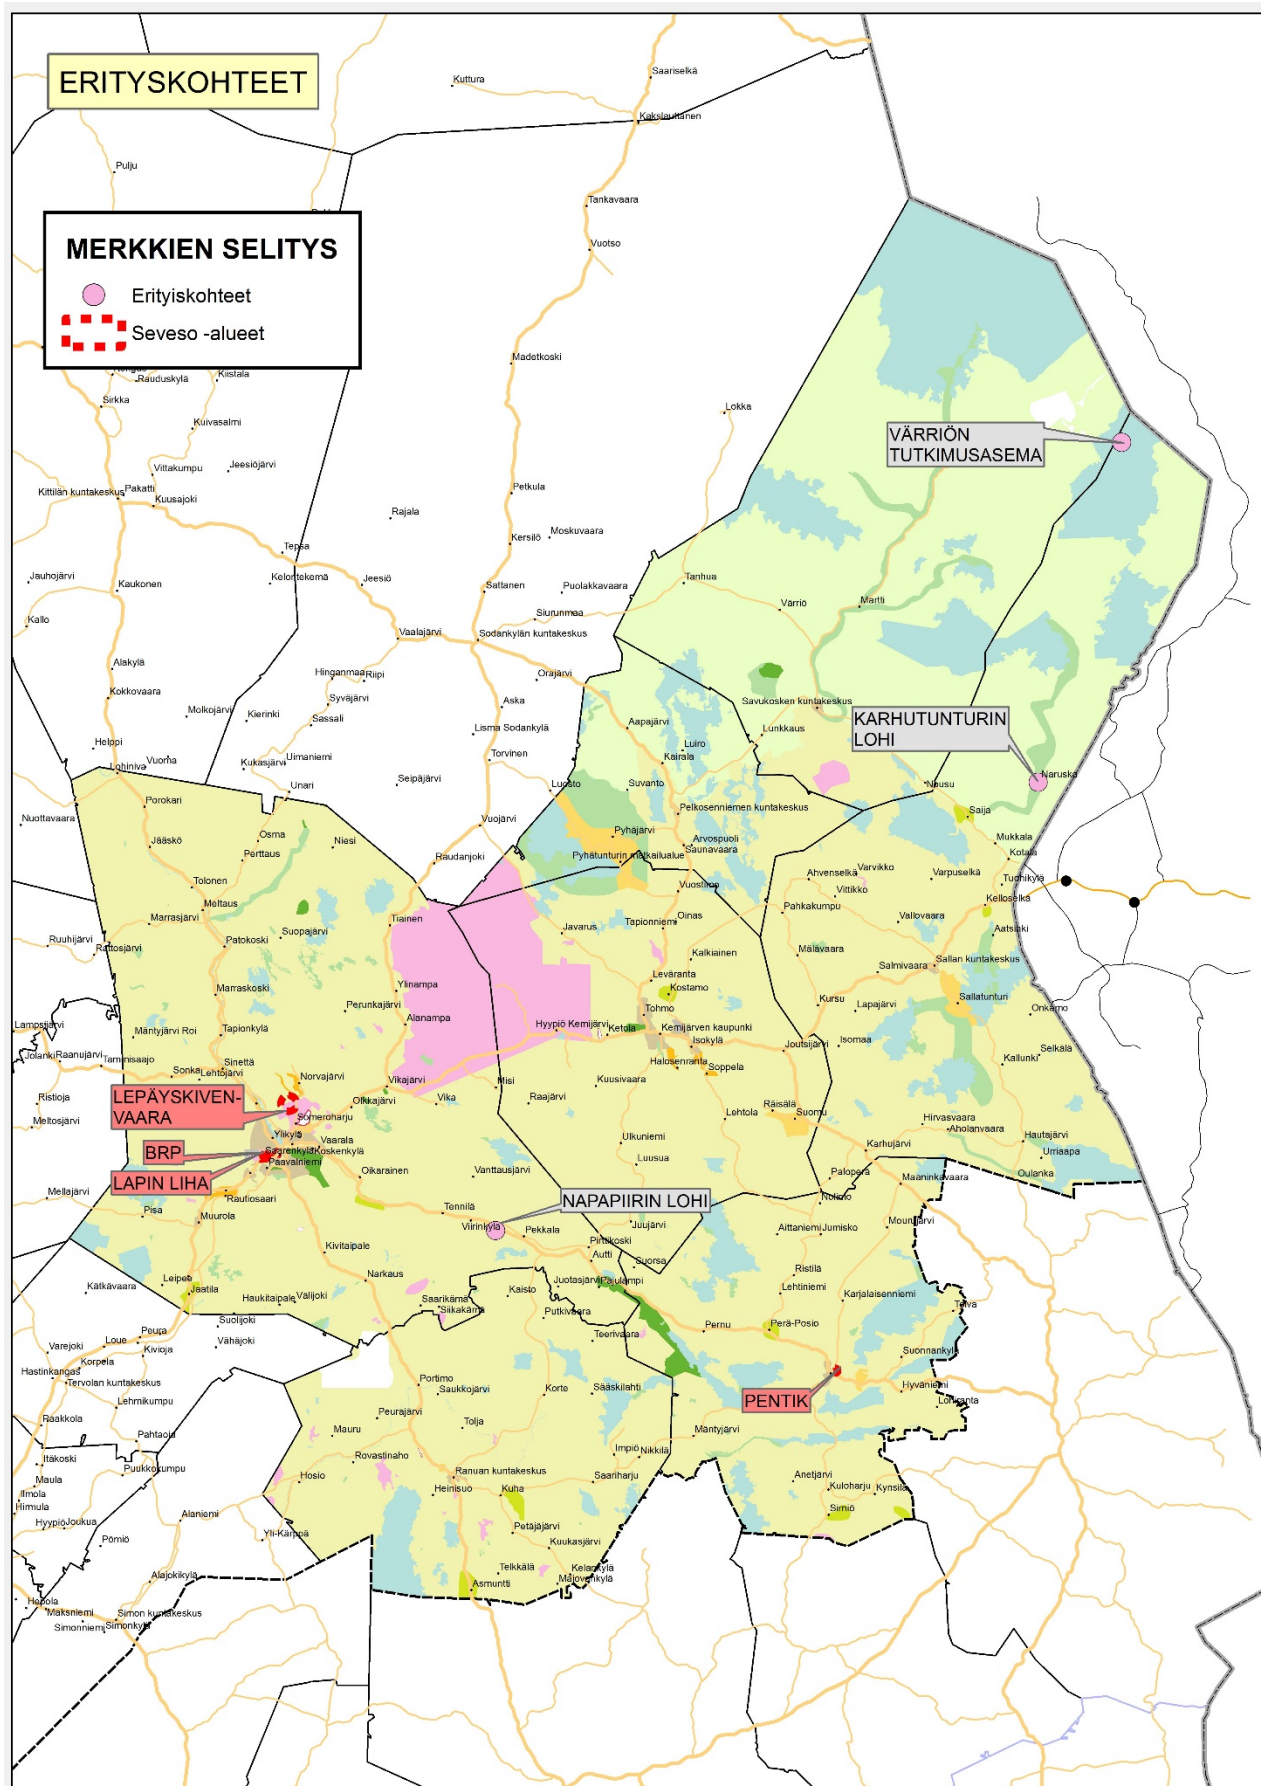 ERITYSKOHTEET
MERKKIEN SELITYS
Erityiskohteet
Seveso -alueet
Kuttura
Saariselkä
Kakslauttanen
Pulju
Tankavaara
Vuotso
Madetkoski
Rauduskylä
Kiistala
Sirkka
Lokka
Kuivasalmi
VÄRRIÖN
TUTKIMUSASEMA
Vittakumpu
Jeesiöjärvi
Kittilän kuntakeskus
Pakatti
Kuusajoki
Petkula
Rajala
Moskuvaara
Kersilö
Tepsa
Jauhojärvi
Kaukonen
Kelontekemä
Jeesiö
Sattanen
Puolakkavaara
Tanhua
Värriö
Martti
Kallo
Siurunmaa
Vaalajärvi
Sodankylän kuntakeskus
Alakylä
Hinganmaa
Riipi
Orajärvi
Kokkovaara
Syväjärvi
Aska
Savukosken kuntakeskus
Molkojärvi
Kierinki
Sassali
Lisma Sodankylä
Aapajärvi
Lunkkaus
KARHUTUNTURIN
LOHI
Helppi
Vuoma
Lohiniva
Kukasjärvi
Uimaniemi
Torvinen
Luiro
Kairala
Unari
Seipäjärvi
Luosto
Suvanto
Nousu
Naruska
Porokari
Pelkosenniemen kuntakeskus
Saija
Nuottavaara
Vuojärvi
Jääskö
Osma
Niesi
Pyhäjärvi
Arvospuoli
Saunavaara
Mukkala
Kotala
Perttaus
Raudanjoki
Pyhätunturin matkailualue
Ahvenselkä
Varvikko
Varpuselkä
Tuohikylä
Tolonen
Vuostimo
Vittikko
Meltaus
Kelloselkä
Marrasjärvi
Tiainen
Oinas
Pahkakumpu
Vallovaara
Ruuhijärvi
Rattosjärvi
Patokoski
Suopajärvi
Javarus
Tapionniemi
Aatsinki
Mälävaara
Kalkiainen
Salmivaara
Sallan kuntakeskus
Marraskoski
Perunkajärvi
Ylinampa
Leväranta
Kostamo
Kursu
Lapajärvi
Sallatunturi
Onkamo
Lampsijärvi
Mäntyjärvi Roi
Tapionkylä
Alanampa
Hyypiö Kemijärvi
Ketola
Tohmo
Kemijärven kaupunki
Isokylä
Joutsijärvi
Isomaa
Selkälä
Kallunki
Jolanki
Raanujärvi
Taminisaajo
Sonka
Sinettä
Lehtojärvi
Norvajärvi
Halosenranta
Soppela
Ristioja
LEPÄYSKIVEN-
VAARA
Vikajärvi
Misi
Kuusivaara
Meltosjärvi
Olkkajärvi
Vika
Raajärvi
Lehtola
Räisälä
Suomu
Hirvasvaara
Aholanvaara
Someroharju
Ylikylä
Vaarala
Ulkuniemi
Karhujärvi
Hautajärvi
Urriaapa
BRP
Saarenkylä
Koskenkylä
Paavalniemi
Oikarainen
Vanttausjärvi
Luusua
Palopera
Maaninkavaara
Oulanka
LAPIN LIHA
Mellajärvi
Rautiosaari
NAPAPIIRIN LOHI
Nolimo
Pisa
Muurola
Tennilä
Viirinkylä
Pekkala
Juujärvi
Aittaniemi
Jumisko
Mourujärvi
Kivitaipale
Pirttikoski
Autti
Suorsa
Kätkävaara
Leipee
Jaatila
Narkaus
Juotasjärvi
Pajulampi
Ristilä
Lehtiniemi
Karjalaisenniemi
Haukitaipale
Välijoki
Saarikämä
Siikakämä
Kaisto
Putkivaara
Tolva
Suolijoki
Vähäjoki
Teerivaara
Pernu
Perä-Posio
Peura
Kivioja
Loue
Varejoki
Korpela
Suonnankylä
Hastinkangas
Tervolan kuntakeskus
Portimo
Saukkojärvi
Korte
Sääskilahti
PENTIK
Hyväniemi
Lohiranta
Lehmikumpu
Raakkola
Peurajärvi
Mauru
Tolja
Mäntyjärvi
Pahtaoja
Rovastinaho
Impiö
Nikkilä
Itäkoski
Puukkokumpu
Maula
Hosio
Ranuan kuntakeskus
Saariharju
Anetjärvi
Kuloharju
Kynsilä
Ilmola
Heinisuo
Kuha
Himula
Hyypiö
Joukua
Alaniemi
Sirniö
Petäjäjärvi
Yli-Kärppä
Pömiö
Kuukasjärvi
Telkkälä
Kelankylä
Alajokikylä
Asmuntti
Majovankylä
Hepola
Maksniemi
Simon kuntakeskus
Simonniemi
Simonkylä